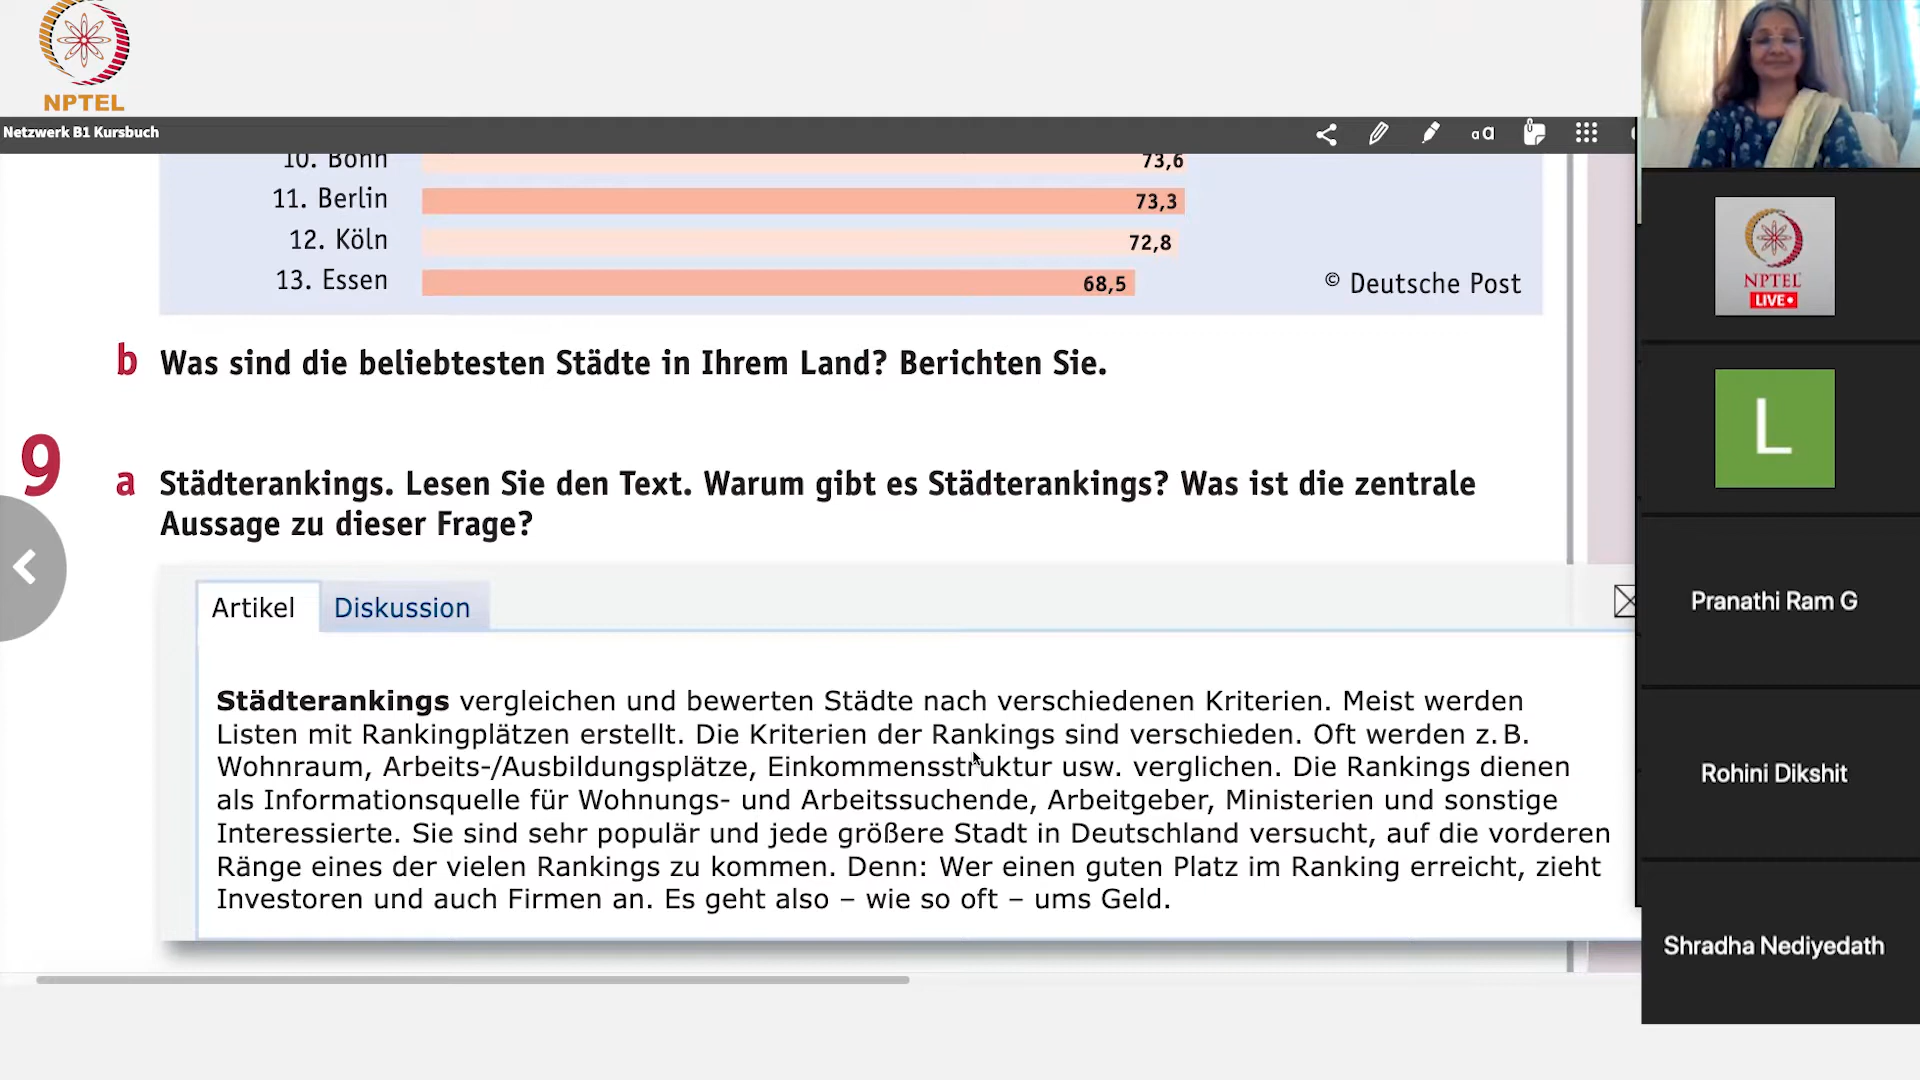 NPTEL
Netzwerk B1 Kursbuch
aa
10. Bonn 73,6
11. Berlin 73,3
12. Köln 72,8
13. Essen 68,5
© Deutsche Post
b Was sind die beliebtesten Städte in Ihrem Land? Berichten Sie.
9
a Städterankings. Lesen Sie den Text. Warum gibt es Städterankings? Was ist die zentrale
Aussage zu dieser Frage?
Artikel Diskussion
Städterankings vergleichen und bewerten Städte nach verschiedenen Kriterien. Meist werden
Listen mit Rankingplätzen erstellt. Die Kriterien der Rankings sind verschieden. Oft werden z. B.
Wohnraum, Arbeits-/Ausbildungsplätze, Einkommensstruktur usw. verglichen. Die Rankings dienen
als Informationsquelle für Wohnungs- und Arbeitssuchende, Arbeitgeber, Ministerien und sonstige
Interessierte. Sie sind sehr populär und jede größere Stadt in Deutschland versucht, auf die vorderen
Ränge eines der vielen Rankings zu kommen. Denn: Wer einen guten Platz im Ranking erreicht, zieht
Investoren und auch Firmen an. Es geht also – wie so oft – ums Geld.
NPTEL
LIVE
L
Pranathi Ram G
Rohini Dikshit
Shradha Nediyedath